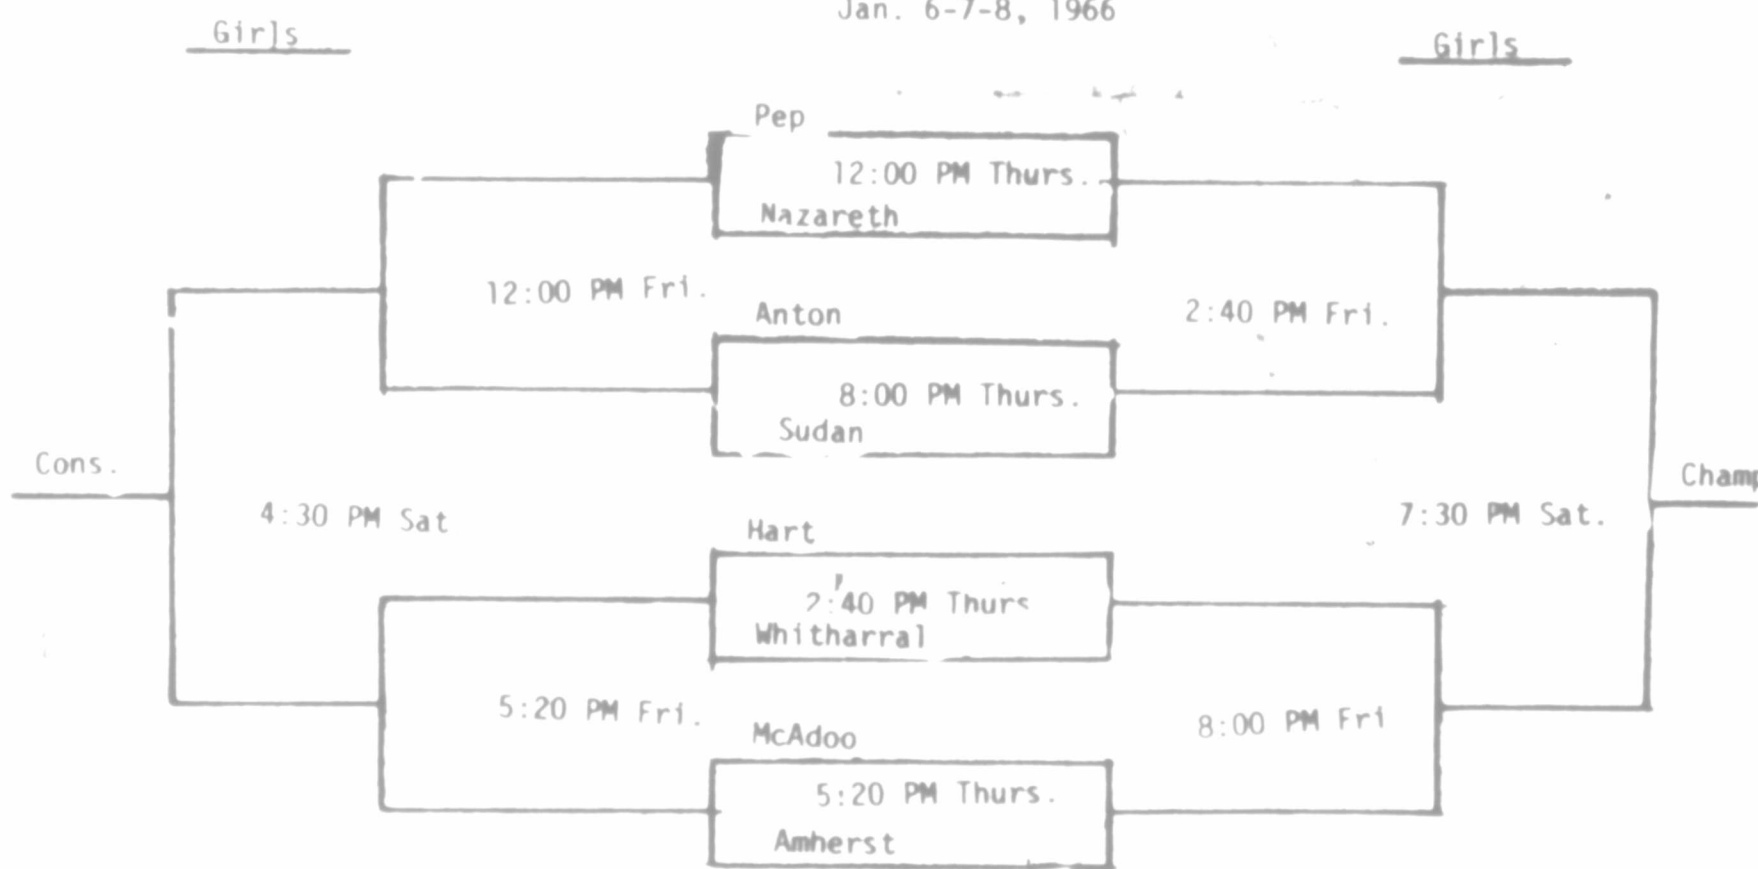 Jan. 6-7-8, 1966
Girls
Girls
Pep
12:00 PM Thurs.
Nazareth
12:00 PM Fri.
Anton
2:40 PM Fri.
8:00 PM Thurs.
Sudan
Cons.
Champ
4:30 PM Sat
7:30 PM Sat.
Hart
2:40 PM Thurs
Whitharral
5:20 PM Fri.
8:00 PM Fri
McAdoo
5:20 PM Thurs.
Amherst